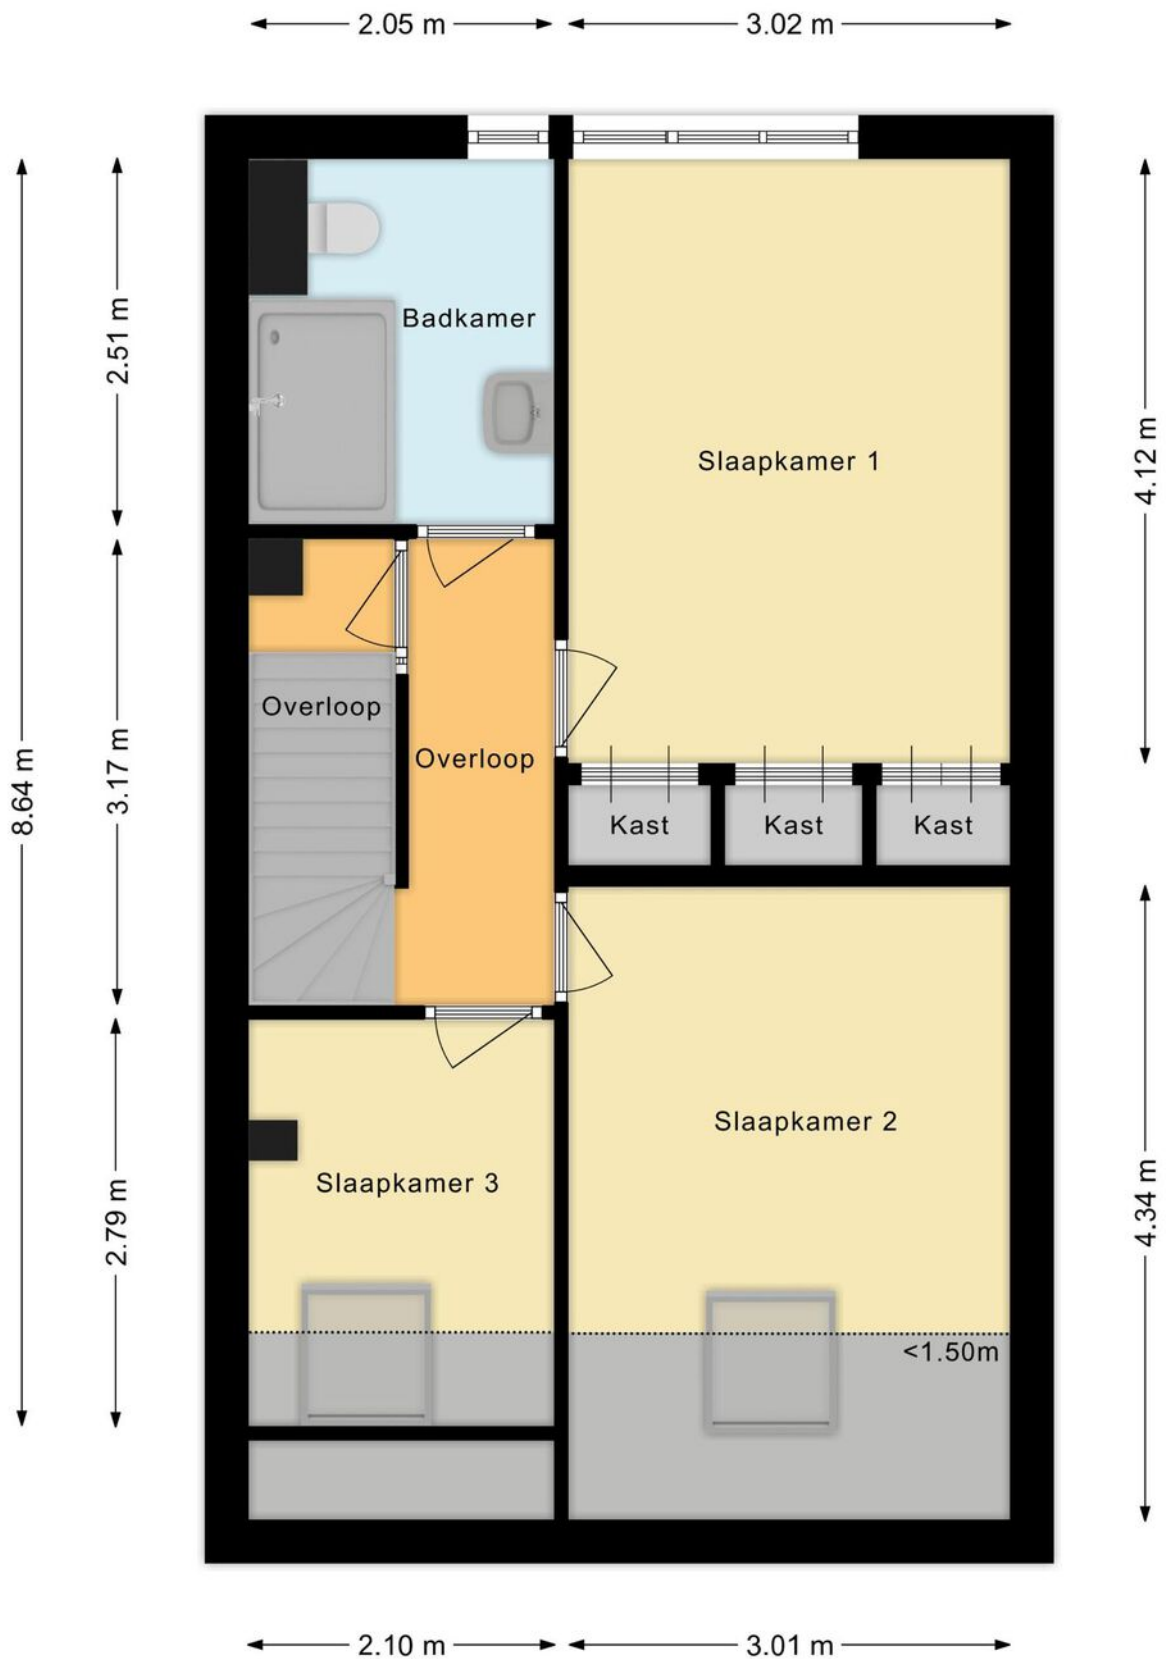 2.05 m
3.02 m
2.51 m
Badkamer
4.12 m
Slaapkamer 1
8.64 m
3.17 m
Overloop
Overloop
Kast
Kast
Kast
2.79 m
Slaapkamer 3
Slaapkamer 2
4.34 m
<1.50m
2.10 m
3.01 m